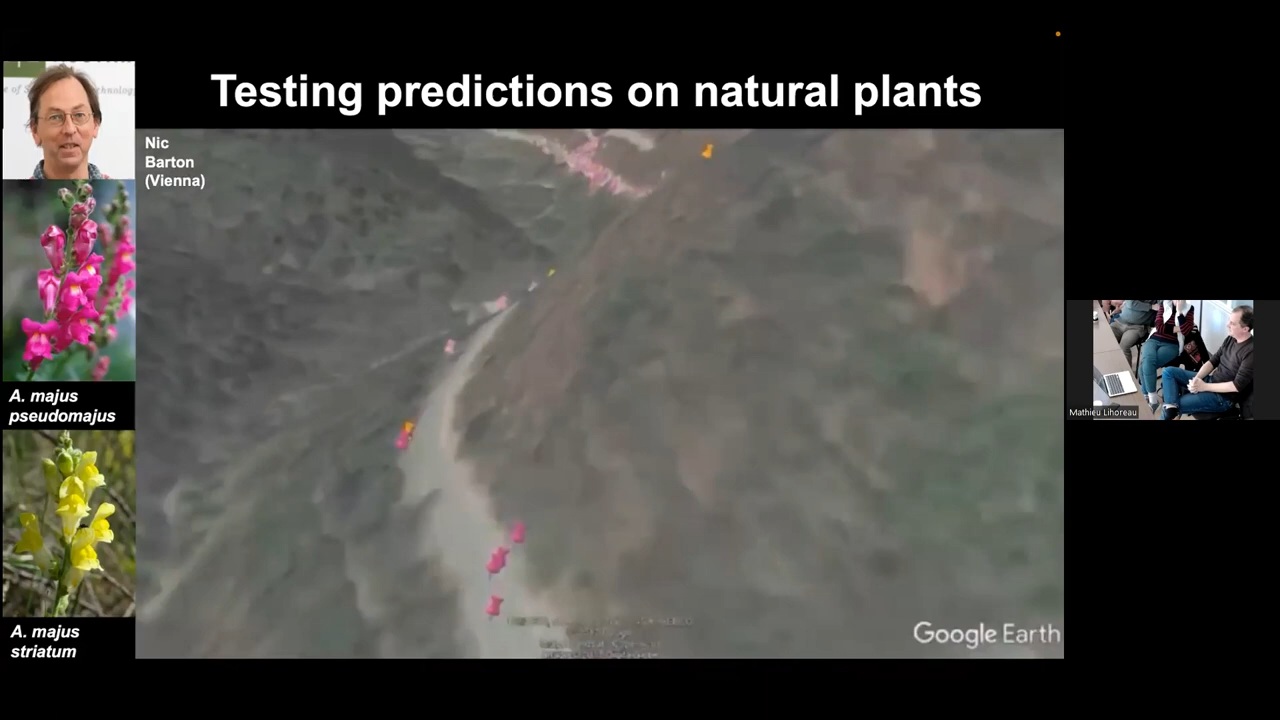 Testing predictions on natural plants
Nic
Barton
(Vienna)
A. majus
pseudomajus
A. majus
striatum
Google Earth
Mathieu Lihoreau